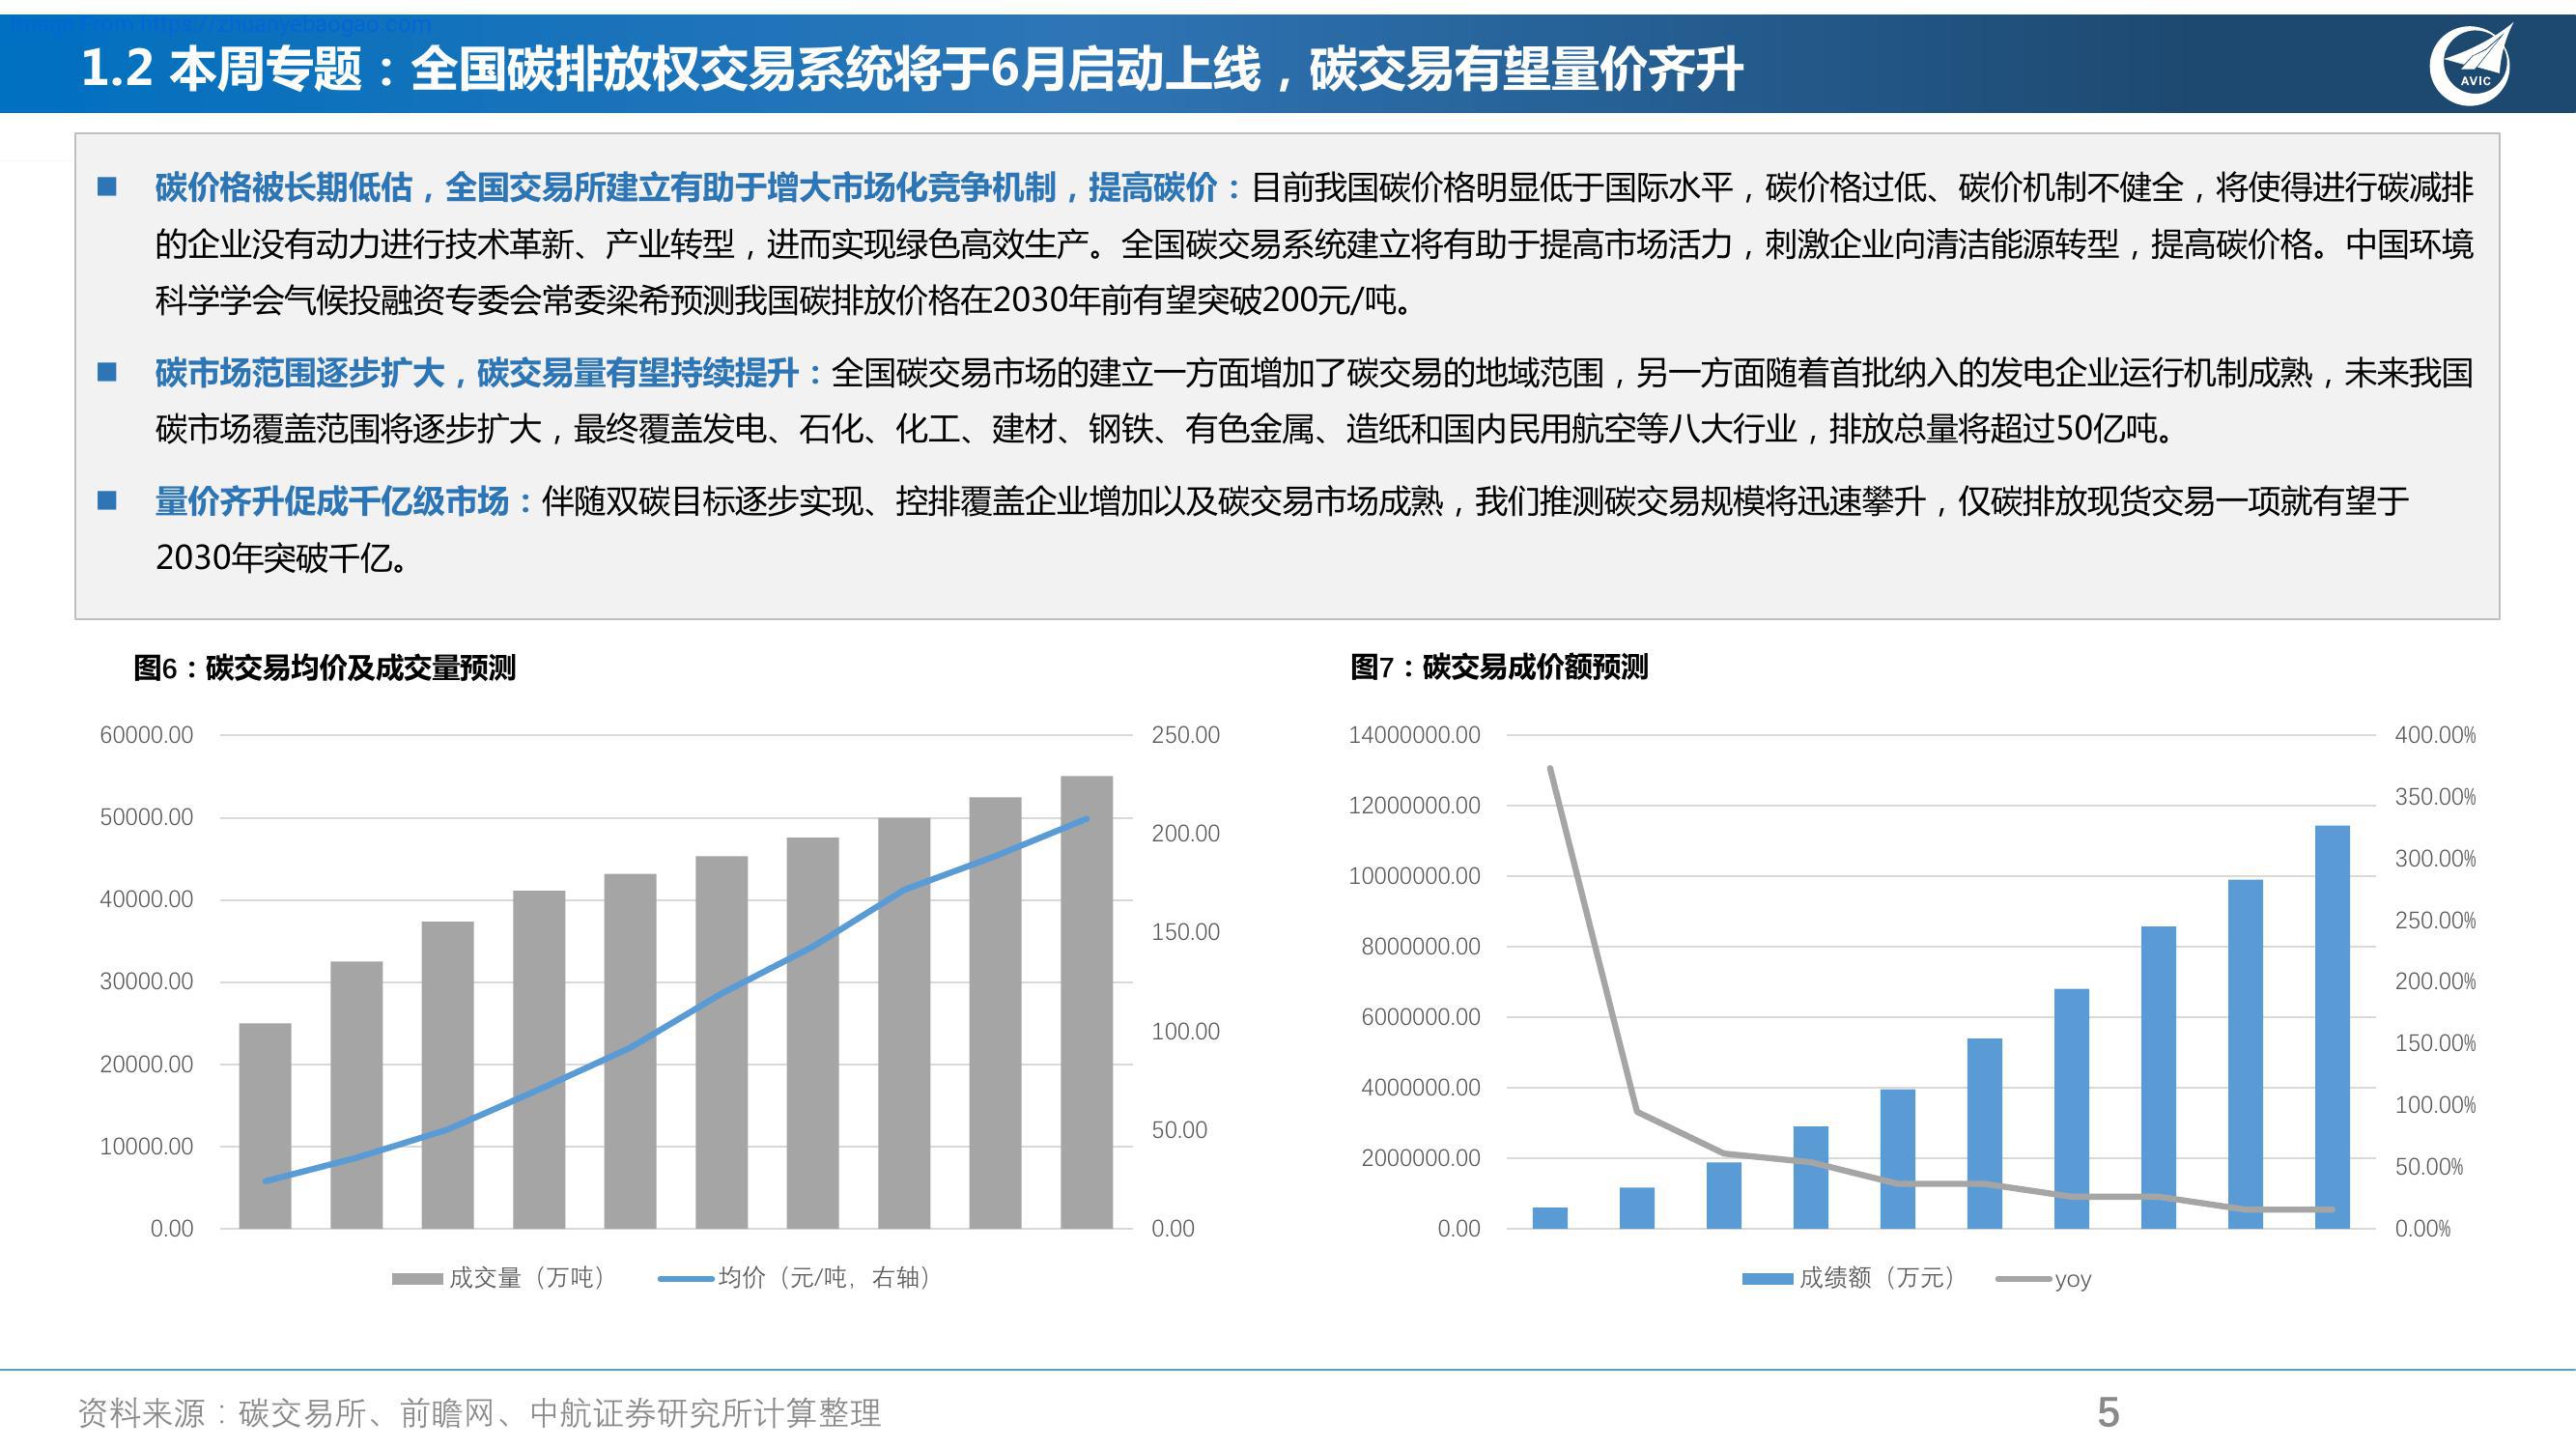 Image From https://zhuanyebaogao.com
1.2 本周专题：全国碳排放权交易系统将于6月启动上线，碳交易有望量价齐升
AVIC
碳价格被长期低估，全国交易所建立有助于增大市场化竞争机制，提高碳价：目前我国碳价格明显低于国际水平，碳价格过低、碳价机制不健全，将使得进行碳减排
的企业没有动力进行技术革新、产业转型，进而实现绿色高效生产。全国碳交易系统建立将有助于提高市场活力，刺激企业向清洁能源转型，提高碳价格。中国环境
科学学会气候投融资专委会常委梁希预测我国碳排放价格在2030年前有望突破200元/吨。
碳市场范围逐步扩大，碳交易量有望持续提升：全国碳交易市场的建立一方面增加了碳交易的地域范围，另一方面随着首批纳入的发电企业运行机制成熟，未来我国
碳市场覆盖范围将逐步扩大，最终覆盖发电、石化、化工、建材、钢铁、有色金属、造纸和国内民用航空等八大行业，排放总量将超过50亿吨。
量价齐升促成千亿级市场：伴随双碳目标逐步实现、控排覆盖企业增加以及碳交易市场成熟，我们推测碳交易规模将迅速攀升，仅碳排放现货交易一项就有望于
2030年突破千亿。
图6：碳交易均价及成交量预测
60000.00
50000.00
40000.00
30000.00
20000.00
10000.00
0.00
250.00
200.00
150.00
100.00
50.00
0.00
成交量（万吨）
均价（元/吨，右轴）
图7：碳交易成价额预测
14000000.00
12000000.00
10000000.00
8000000.00
6000000.00
4000000.00
2000000.00
0.00
400.00%
350.00%
300.00%
250.00%
200.00%
150.00%
100.00%
50.00%
0.00%
成绩额（万元）
yoy
资料来源：碳交易所、前瞻网、中航证券研究所计算整理
5